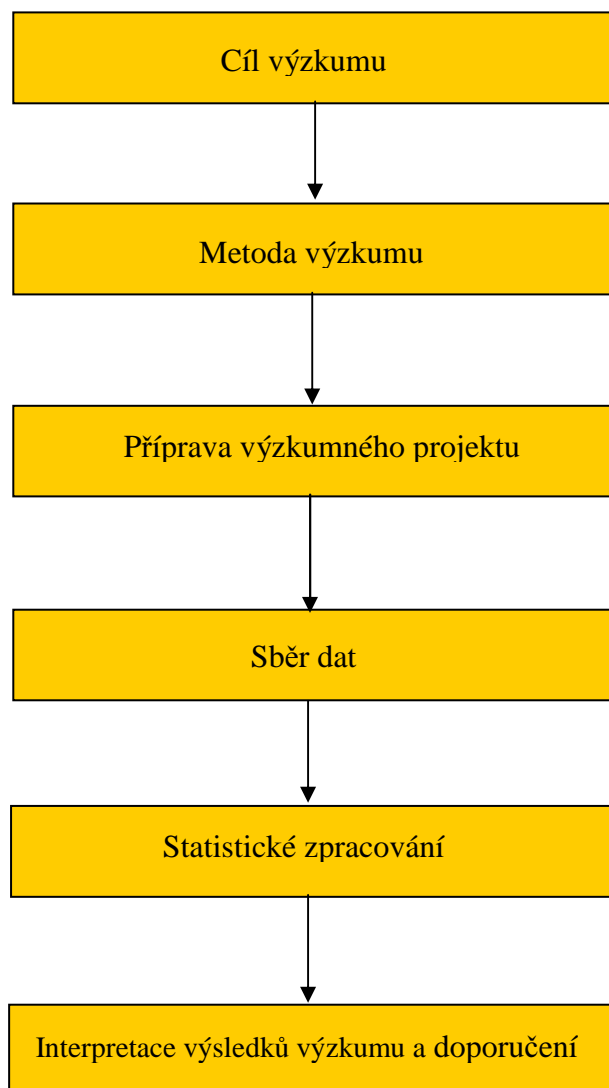 Cíl výzkumu
Metoda výzkumu
Příprava výzkumného projektu
Sběr dat
Statistické zpracování
Interpretace výsledků výzkumu a doporučení